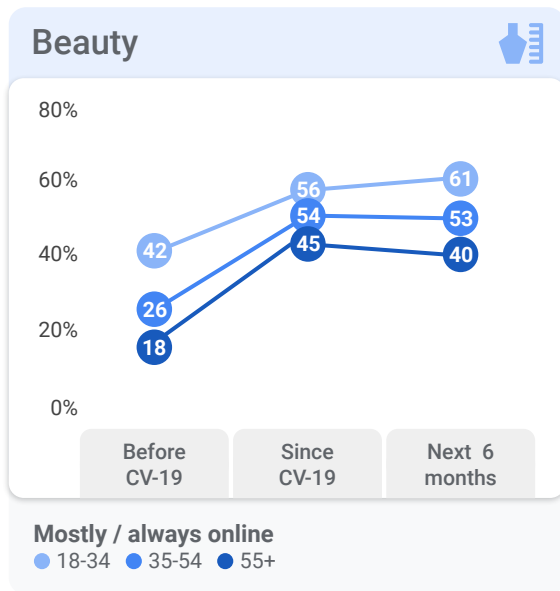 Beauty
80%
60%
40%
20%
0%
42
56
61
26
54
53
18
45
40
Before
CV-19
Since
CV-19
Next 6
months
Mostly / always online
18-34 35-54 55+